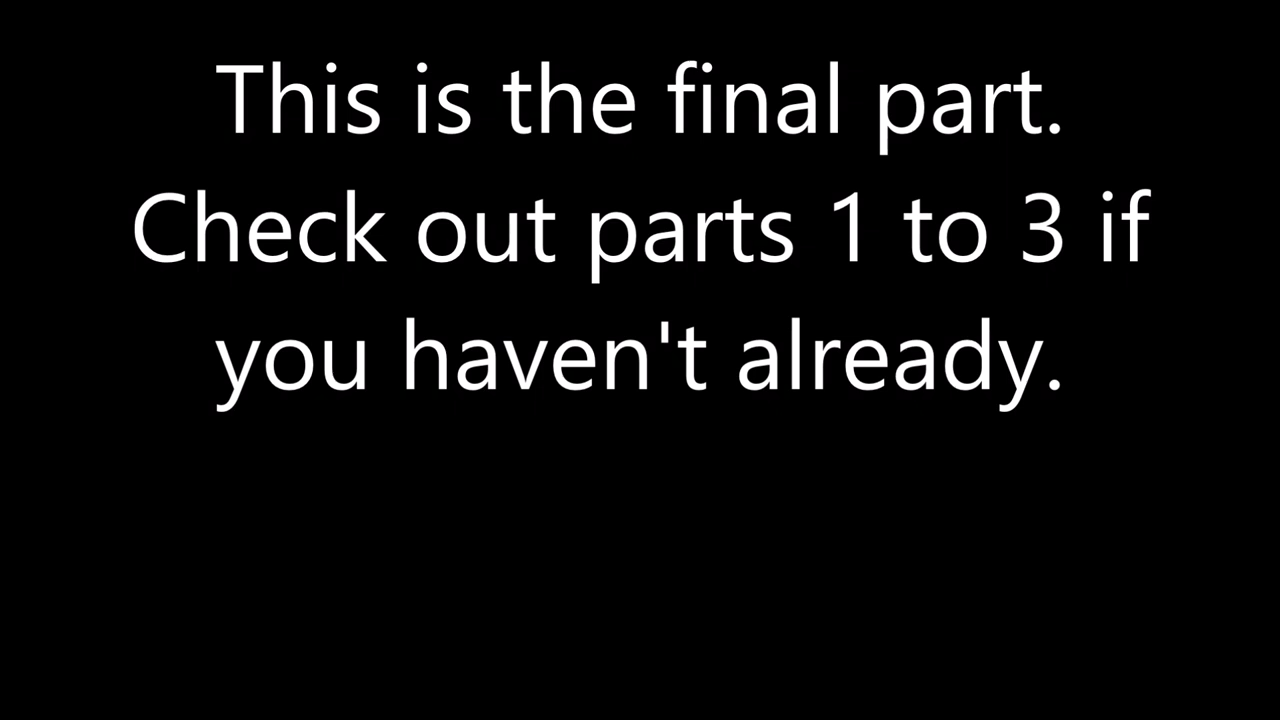 This is the final part.
Check out parts 1 to 3 if
you haven't already.